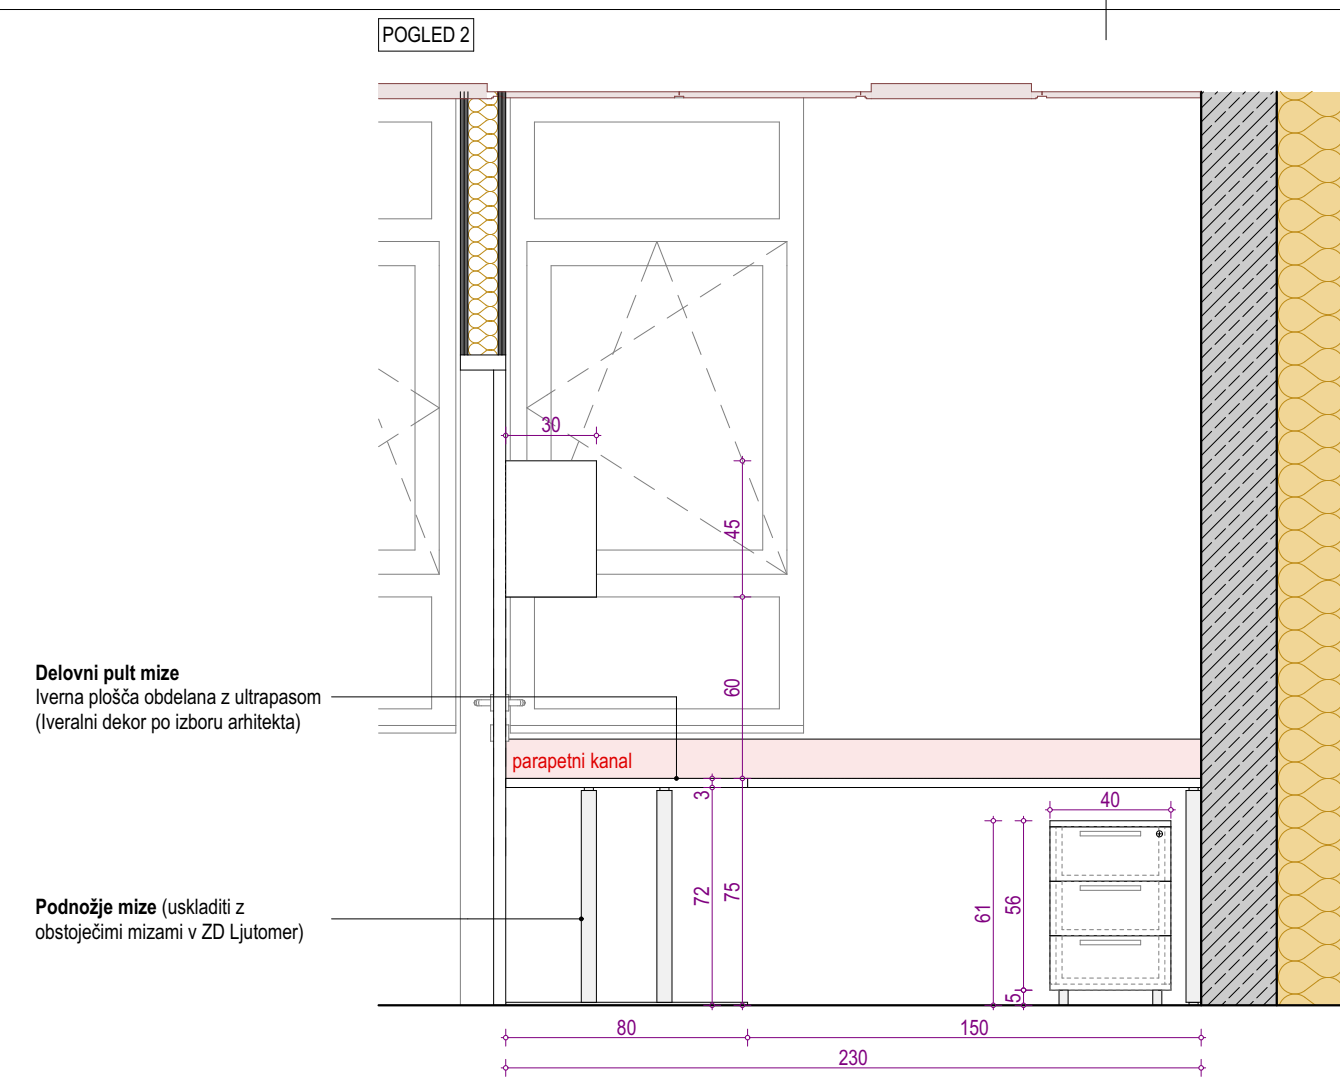 POGLED 2
30
45
Delovni pult mize
Iverna plošča obdelana z ultrapasom
(Iveralni dekor po izboru arhitekta)
60
parapetni kanal
3
40
72
75
61
56
Podnožje mize (uskladiti z
obstoječimi mizami v ZD Ljutomer)
5
80
150
230